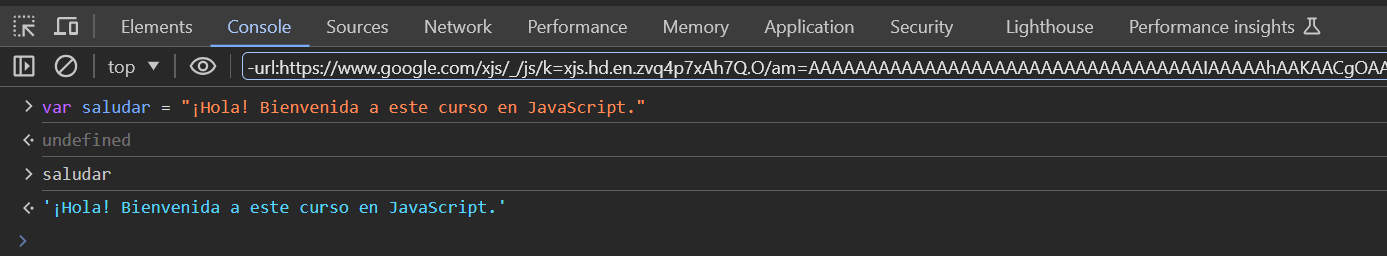 Elements Console Sources Network Performance Memory Application Security Lighthouse Performance insights
top -url:https://www.google.com/xjs/_/js/k=xjs.hd.en.zvq4p7xAh7Q.O/am=AAAAAAAAAAAAAAAAAAAAAAAAAAAAAAAAAIAAAAAhAAKAACgOAA
> var saludar = "¡Hola! Bienvenida a este curso en JavaScript."
undefined
> saludar
'¡Hola! Bienvenida a este curso en JavaScript.'
>